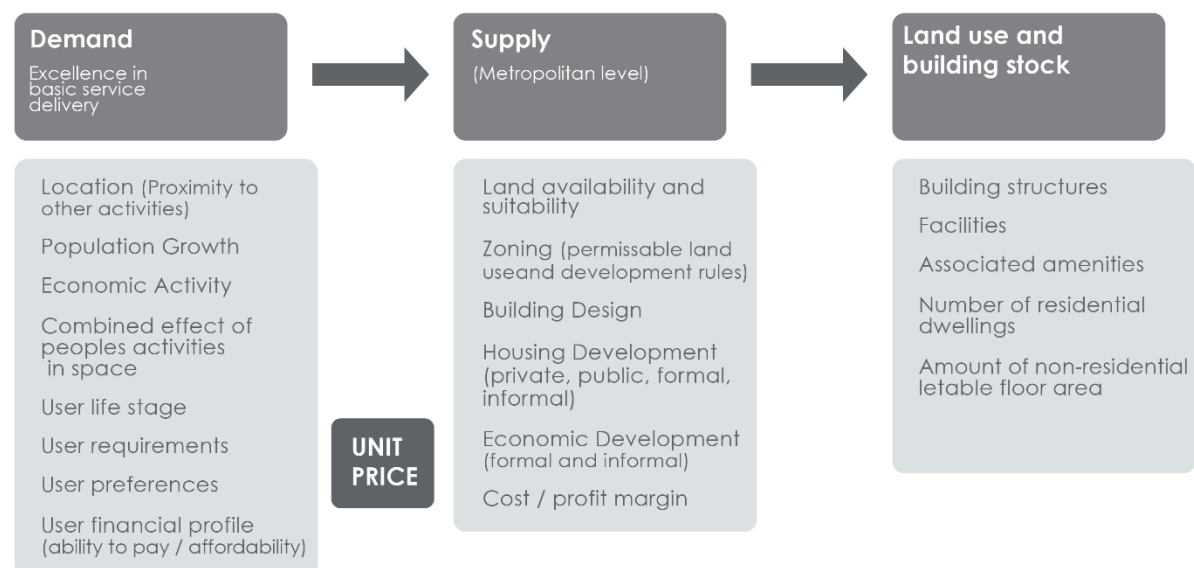 Demand
Excellence in
basic service
delivery
Location (Proximity to
other activities)
Population Growth
Economic Activity
Combined effect of
peoples activities
in space
User life stage
User requirements
User preferences
User financial profile
(ability to pay / affordability)
UNIT
PRICE
Supply
(Metropolitan level)
Land availability and
suitability
Zoning (permissable land
useand development rules)
Building Design
Housing Development
(private, public, formal,
informal)
Economic Development
(formal and informal)
Cost / profit margin
Land use and
building stock
Building structures
Facilities
Associated amenities
Number of residential
dwellings
Amount of non-residential
letable floor area